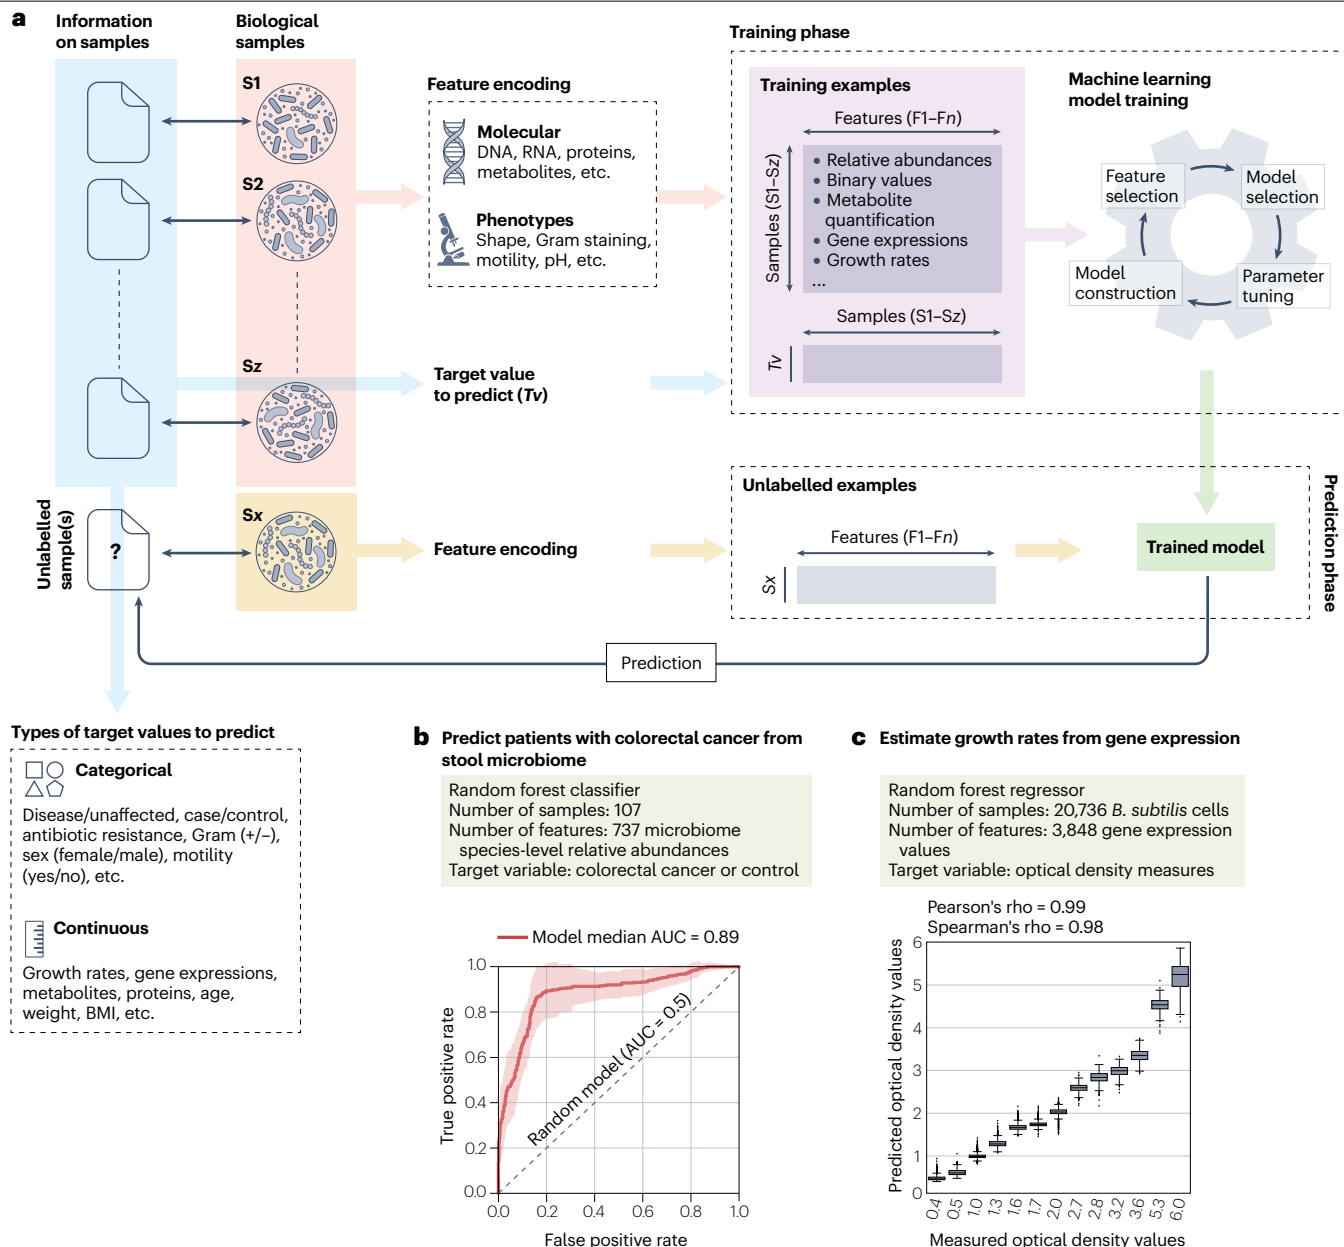 a
Information
on samples
Biological
samples
S1
S2
Sz
Feature encoding
Molecular
DNA, RNA, proteins,
metabolites, etc.
Phenotypes
Shape, Gram staining,
motility, pH, etc.
Target value
to predict (Tv)
Training phase
Training examples
Features (F1–Fn)
Samples (S1–Sz)
• Relative abundances
• Binary values
• Metabolite
quantification
• Gene expressions
• Growth rates
...
Samples (S1–Sz)
Tv
Machine learning
model training
Feature
selection
Model
selection
Model
construction
Parameter
tuning
Unlabelled
sample(s)
?
Sx
Feature encoding
Unlabelled examples
Features (F1–Fn)
Sx
Trained model
Prediction phase
Prediction
Types of target values to predict
Categorical
Disease/unaffected, case/control,
antibiotic resistance, Gram (+/–),
sex (female/male), motility
(yes/no), etc.
Continuous
Growth rates, gene expressions,
metabolites, proteins, age,
weight, BMI, etc.
b Predict patients with colorectal cancer from
stool microbiome
Random forest classifier
Number of samples: 107
Number of features: 737 microbiome
species-level relative abundances
Target variable: colorectal cancer or control
Model median AUC = 0.89
True positive rate
1.0
0.8
0.6
0.4
0.2
0.0
Random model (AUC = 0.5)
0.0 0.2 0.4 0.6 0.8 1.0
False positive rate
c Estimate growth rates from gene expression
Random forest regressor
Number of samples: 20,736 B. subtilis cells
Number of features: 3,848 gene expression
values
Target variable: optical density measures
Pearson's rho = 0.99
Spearman's rho = 0.98
Predicted optical density values
6
5
4
3
2
1
0
0.4 0.5 1.0 1.3 1.6 1.7 2.0 2.7 2.8 3.2 3.6 5.3 6.0
Measured optical density values